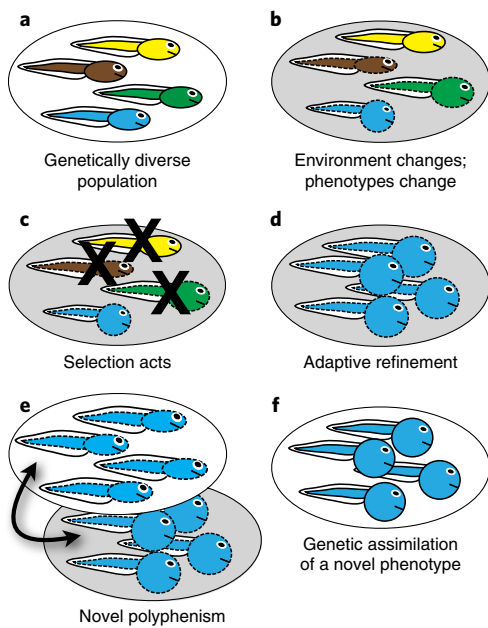 a
Genetically diverse
population
b
Environment changes;
phenotypes change
c
Selection acts
d
Adaptive refinement
e
Novel polyphenism
f
Genetic assimilation
of a novel phenotype